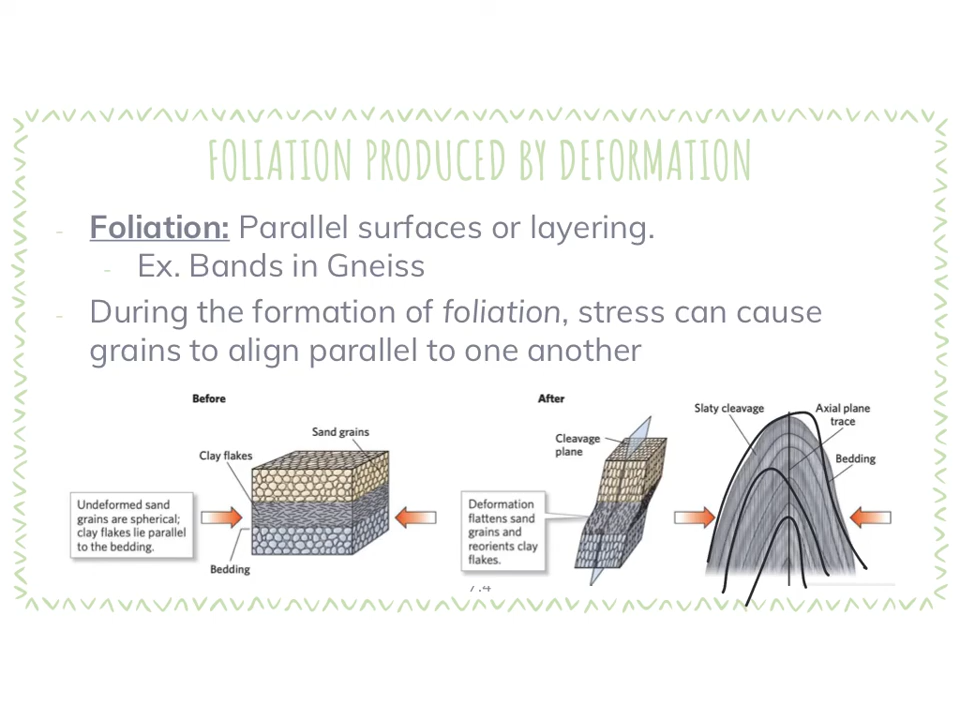 FOLIATION PRODUCED BY DEFORMATION
- Foliation: Parallel surfaces or layering.
- Ex. Bands in Gneiss
- During the formation of foliation, stress can cause
grains to align parallel to one another
Before
Sand grains
Clay flakes
Undeformed sand
grains are spherical;
clay flakes lie parallel
to the bedding.
Bedding
After
Cleavage
plane
Deformation
flattens sand
grains and
reorients clay
flakes.
Slaty cleavage
Axial plane
trace
Bedding
7.4